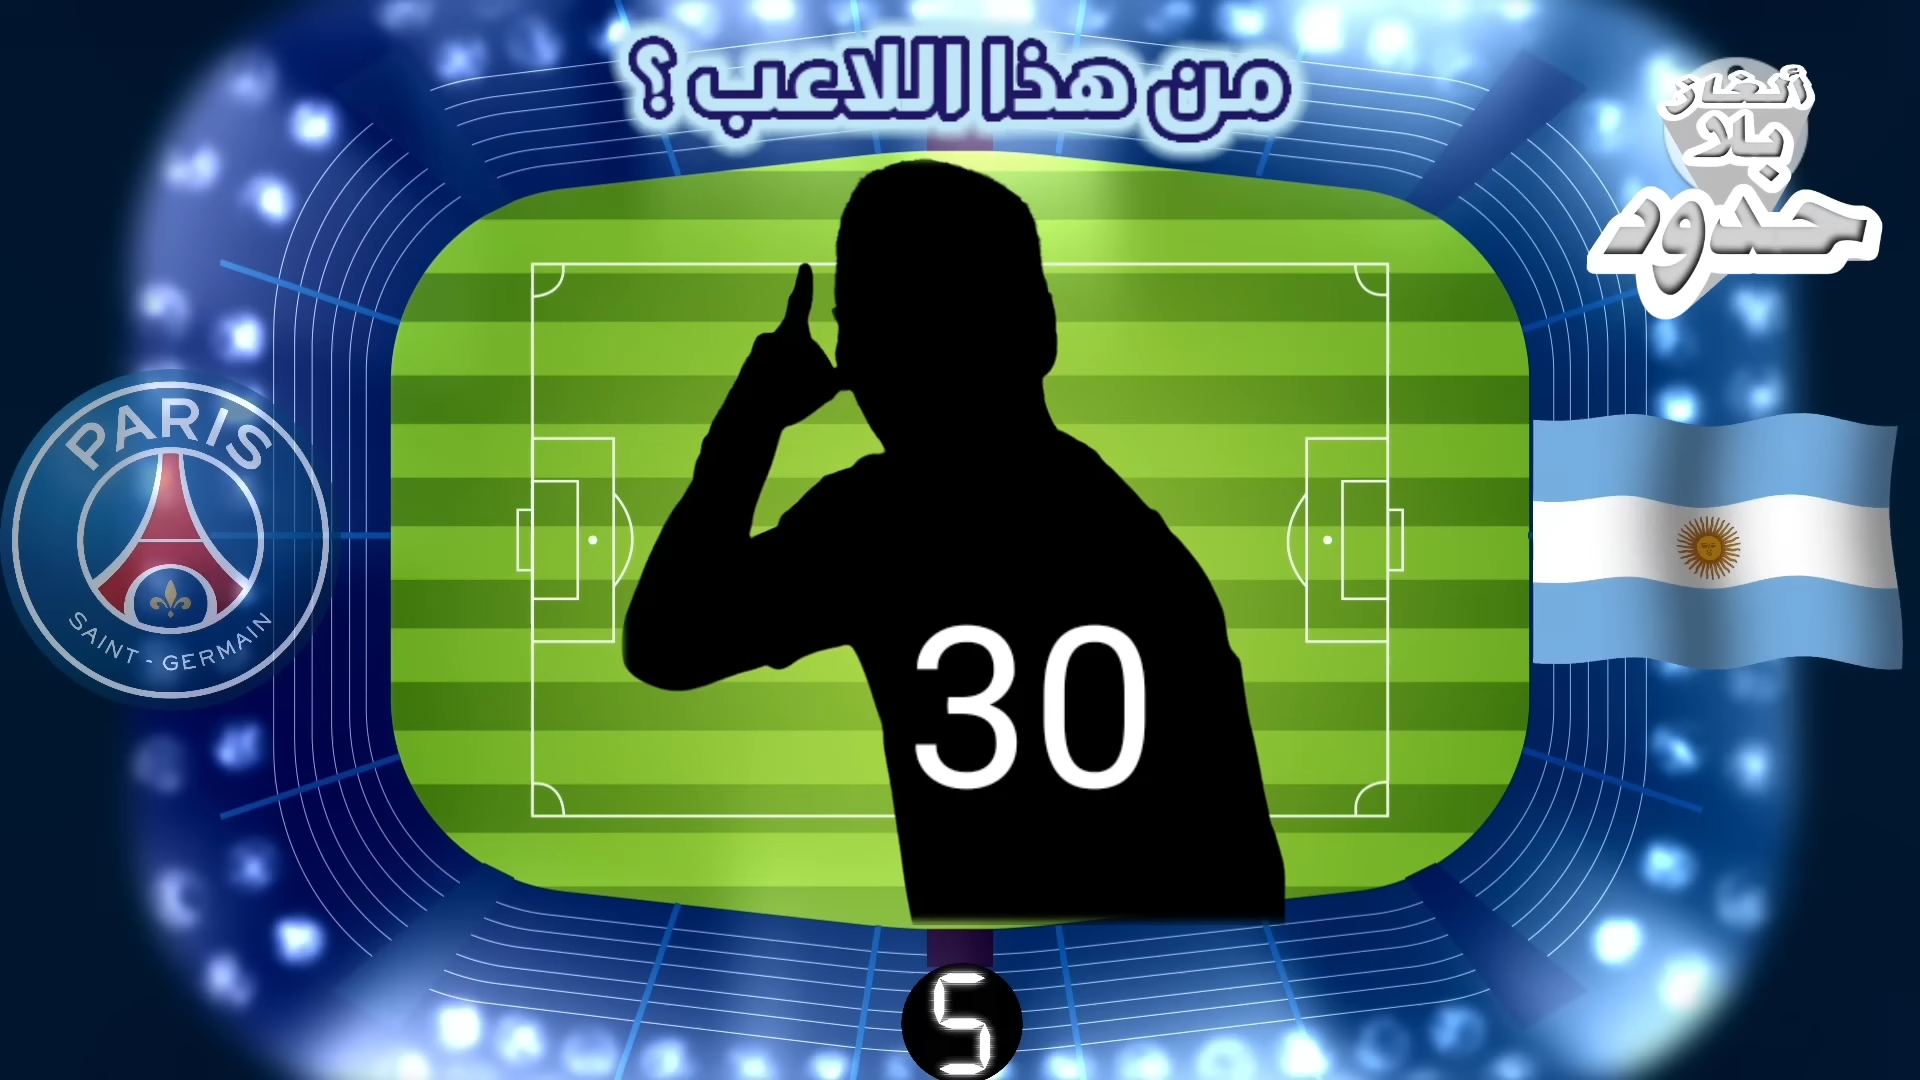 من هذا اللاعب ؟
ألغاز
بلا
حدود
PARIS
SAINT-GERMAIN
30
5